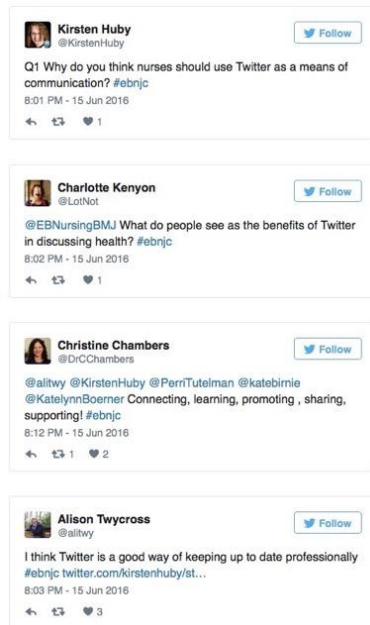 Kirsten Huby
@KirstenHuby
Follow
Q1 Why do you think nurses should use Twitter as a means of
communication? #ebnjc
8:01 PM - 15 Jun 2016
1
Charlotte Kenyon
@LotNot
Follow
@EBNursingBMJ What do people see as the benefits of Twitter
in discussing health? #ebnjc
8:02 PM - 15 Jun 2016
1
Christine Chambers
@DrCChambers
Follow
@alitwy @KirstenHuby @PerriTutelman @katebirnie
@KatelynnBoerner Connecting, learning, promoting , sharing,
supporting! #ebnjc
8:12 PM - 15 Jun 2016
1 2
Alison Twycross
@alitwy
Follow
I think Twitter is a good way of keeping up to date professionally
#ebnjc twitter.com/kirstenhuby/st...
8:03 PM - 15 Jun 2016
3